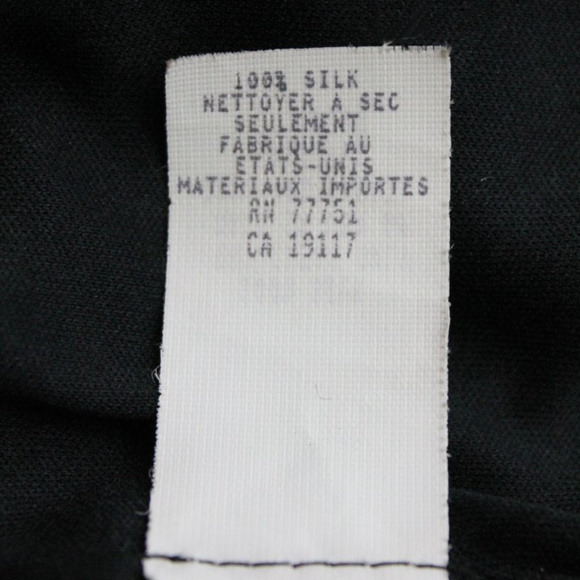 100% SILK
NETTOYER A SEC
SEULEMENT
FABRIQUE AU
ETATS-UNIS
MATERIAUX IMPORTES
RN 77751
CA 19117